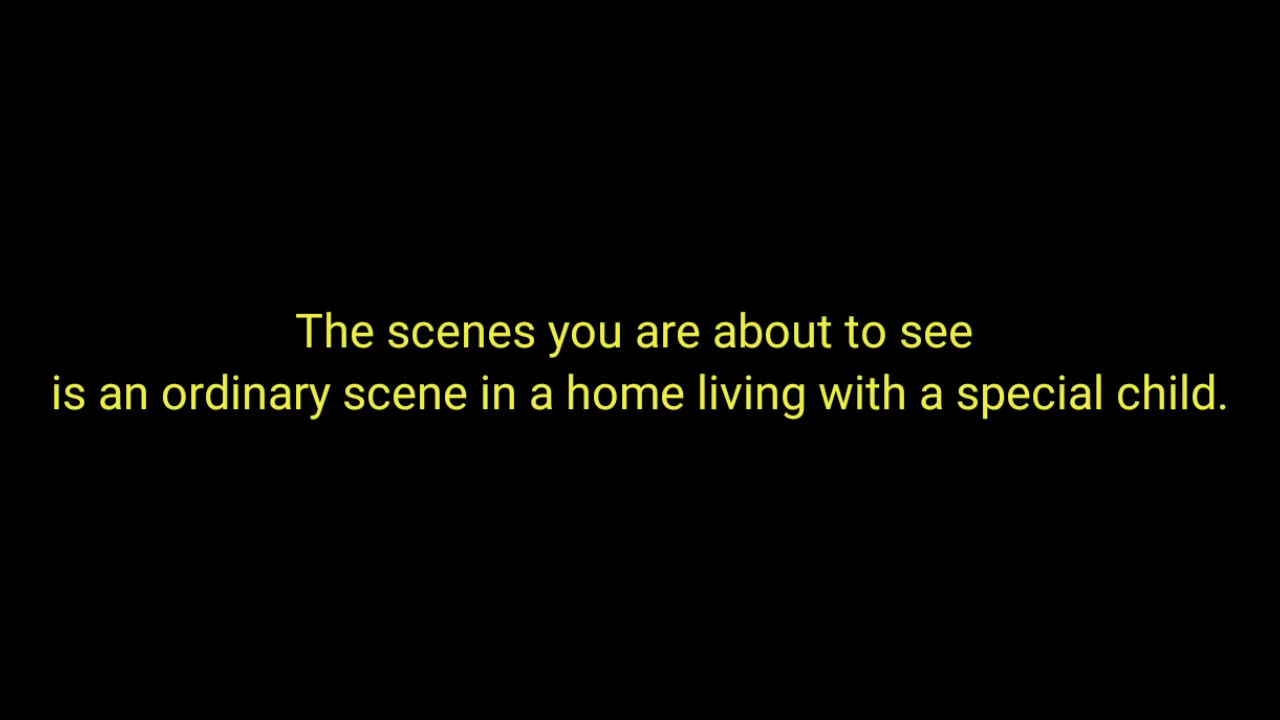 The scenes you are about to see
is an ordinary scene in a home living with a special child.